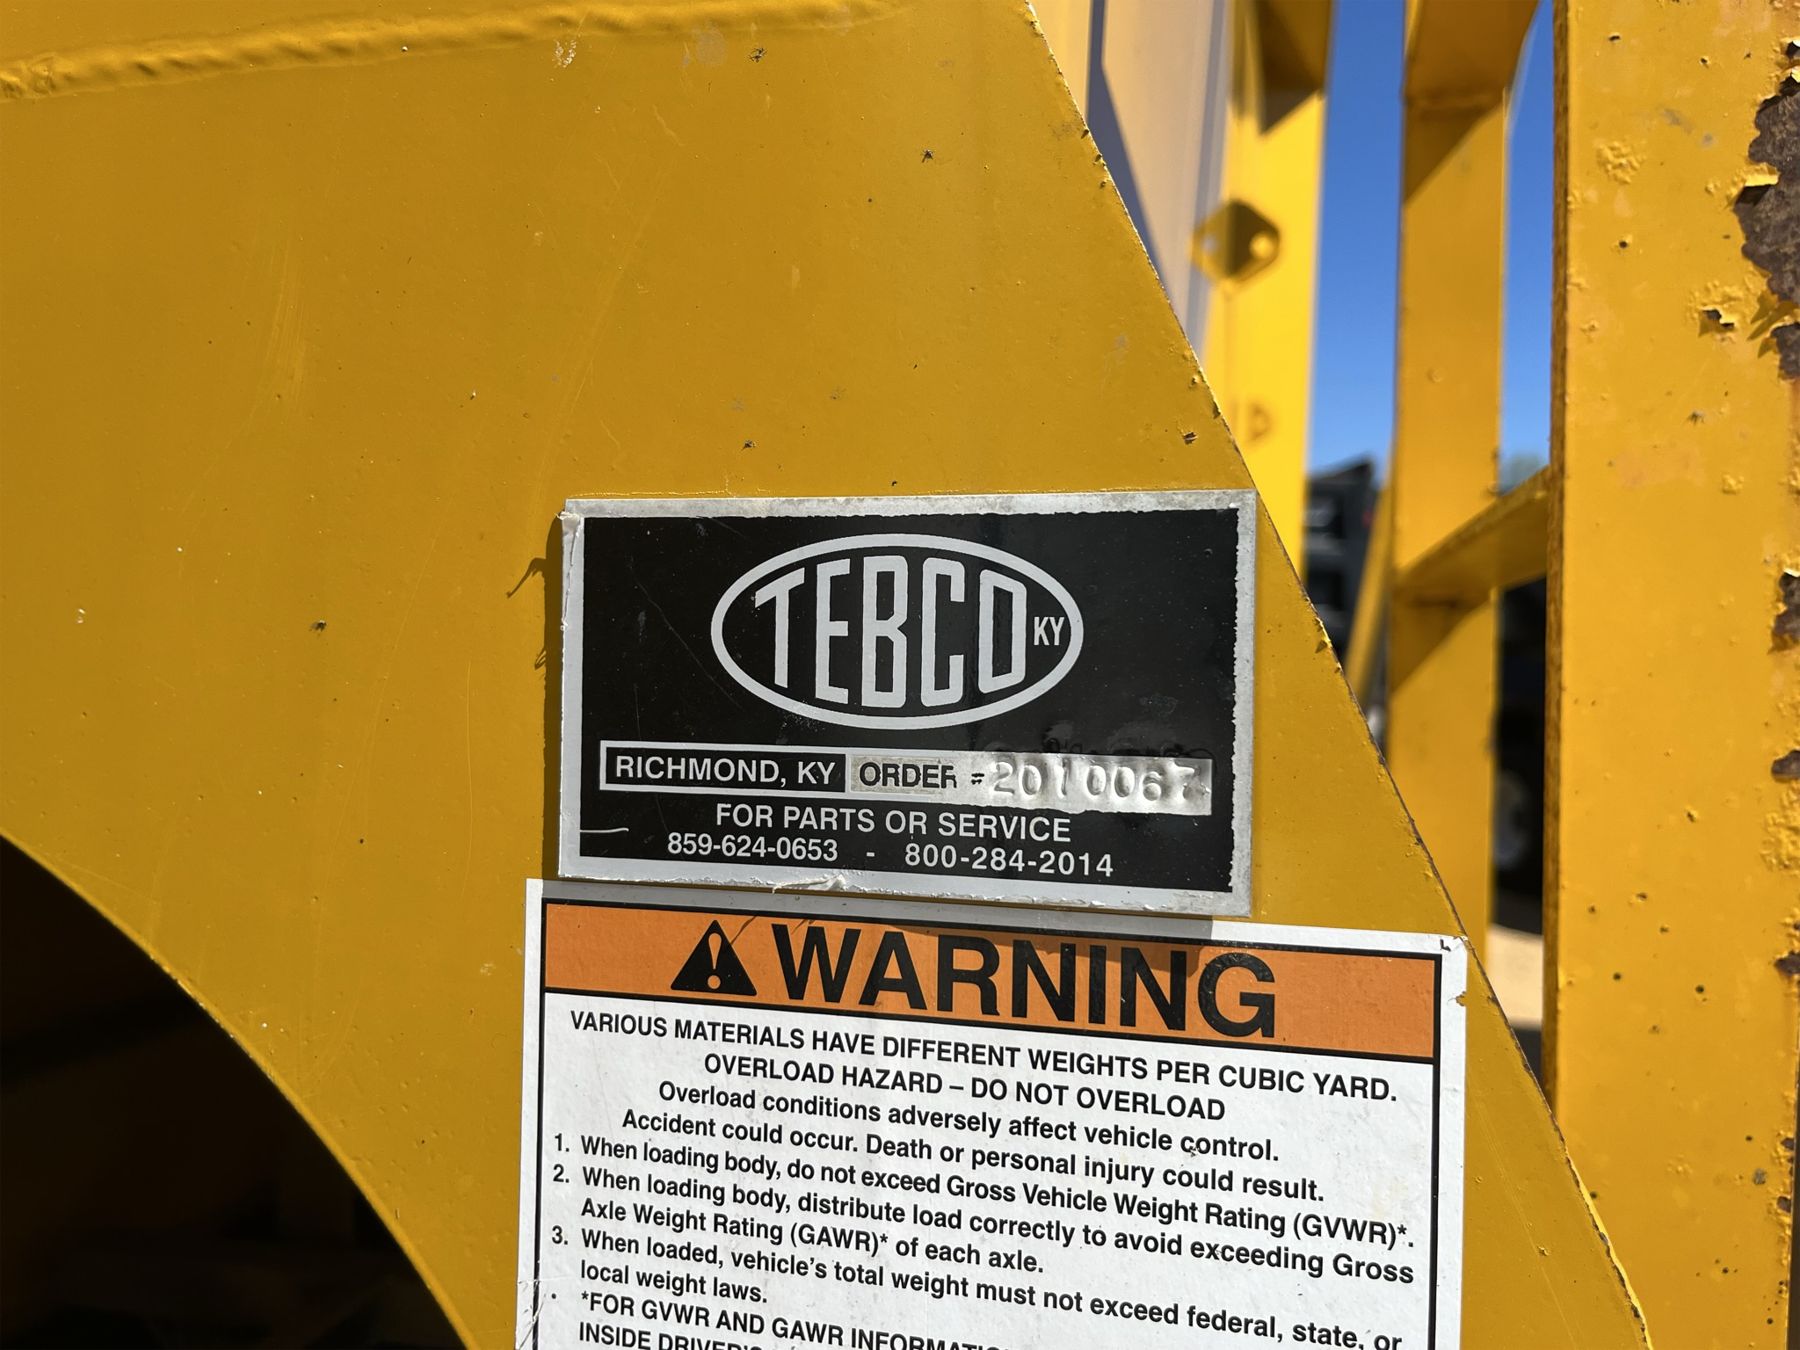 TEBCO KY
RICHMOND, KY ORDER # 2010067
FOR PARTS OR SERVICE
859-624-0653 - 800-284-2014
WARNING
VARIOUS MATERIALS HAVE DIFFERENT WEIGHTS PER CUBIC YARD.
OVERLOAD HAZARD – DO NOT OVERLOAD
Overload conditions adversely affect vehicle control.
Accident could occur. Death or personal injury could result.
1. When loading body, do not exceed Gross Vehicle Weight Rating (GVWR)*.
2. When loading body, distribute load correctly to avoid exceeding Gross
Axle Weight Rating (GAWR)* of each axle.
3. When loaded, vehicle's total weight must not exceed federal, state, or
local weight laws.
*FOR GVWR AND GAWR
INSIDE